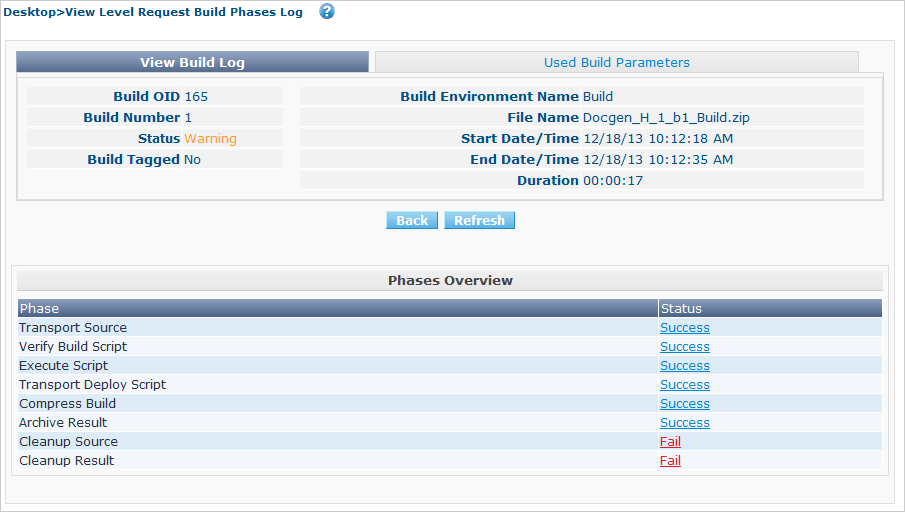 Desktop>View Level Request Build Phases Log ?
View Build Log
Used Build Parameters
Build OID 165
Build Number 1
Status Warning
Build Tagged No
Build Environment Name Build
File Name Docgen_H_1_b1_Build.zip
Start Date/Time 12/18/13 10:12:18 AM
End Date/Time 12/18/13 10:12:35 AM
Duration 00:00:17
Back Refresh
Phases Overview
Phase Status
Transport Source Success
Verify Build Script Success
Execute Script Success
Transport Deploy Script Success
Compress Build Success
Archive Result Success
Cleanup Source Fail
Cleanup Result Fail